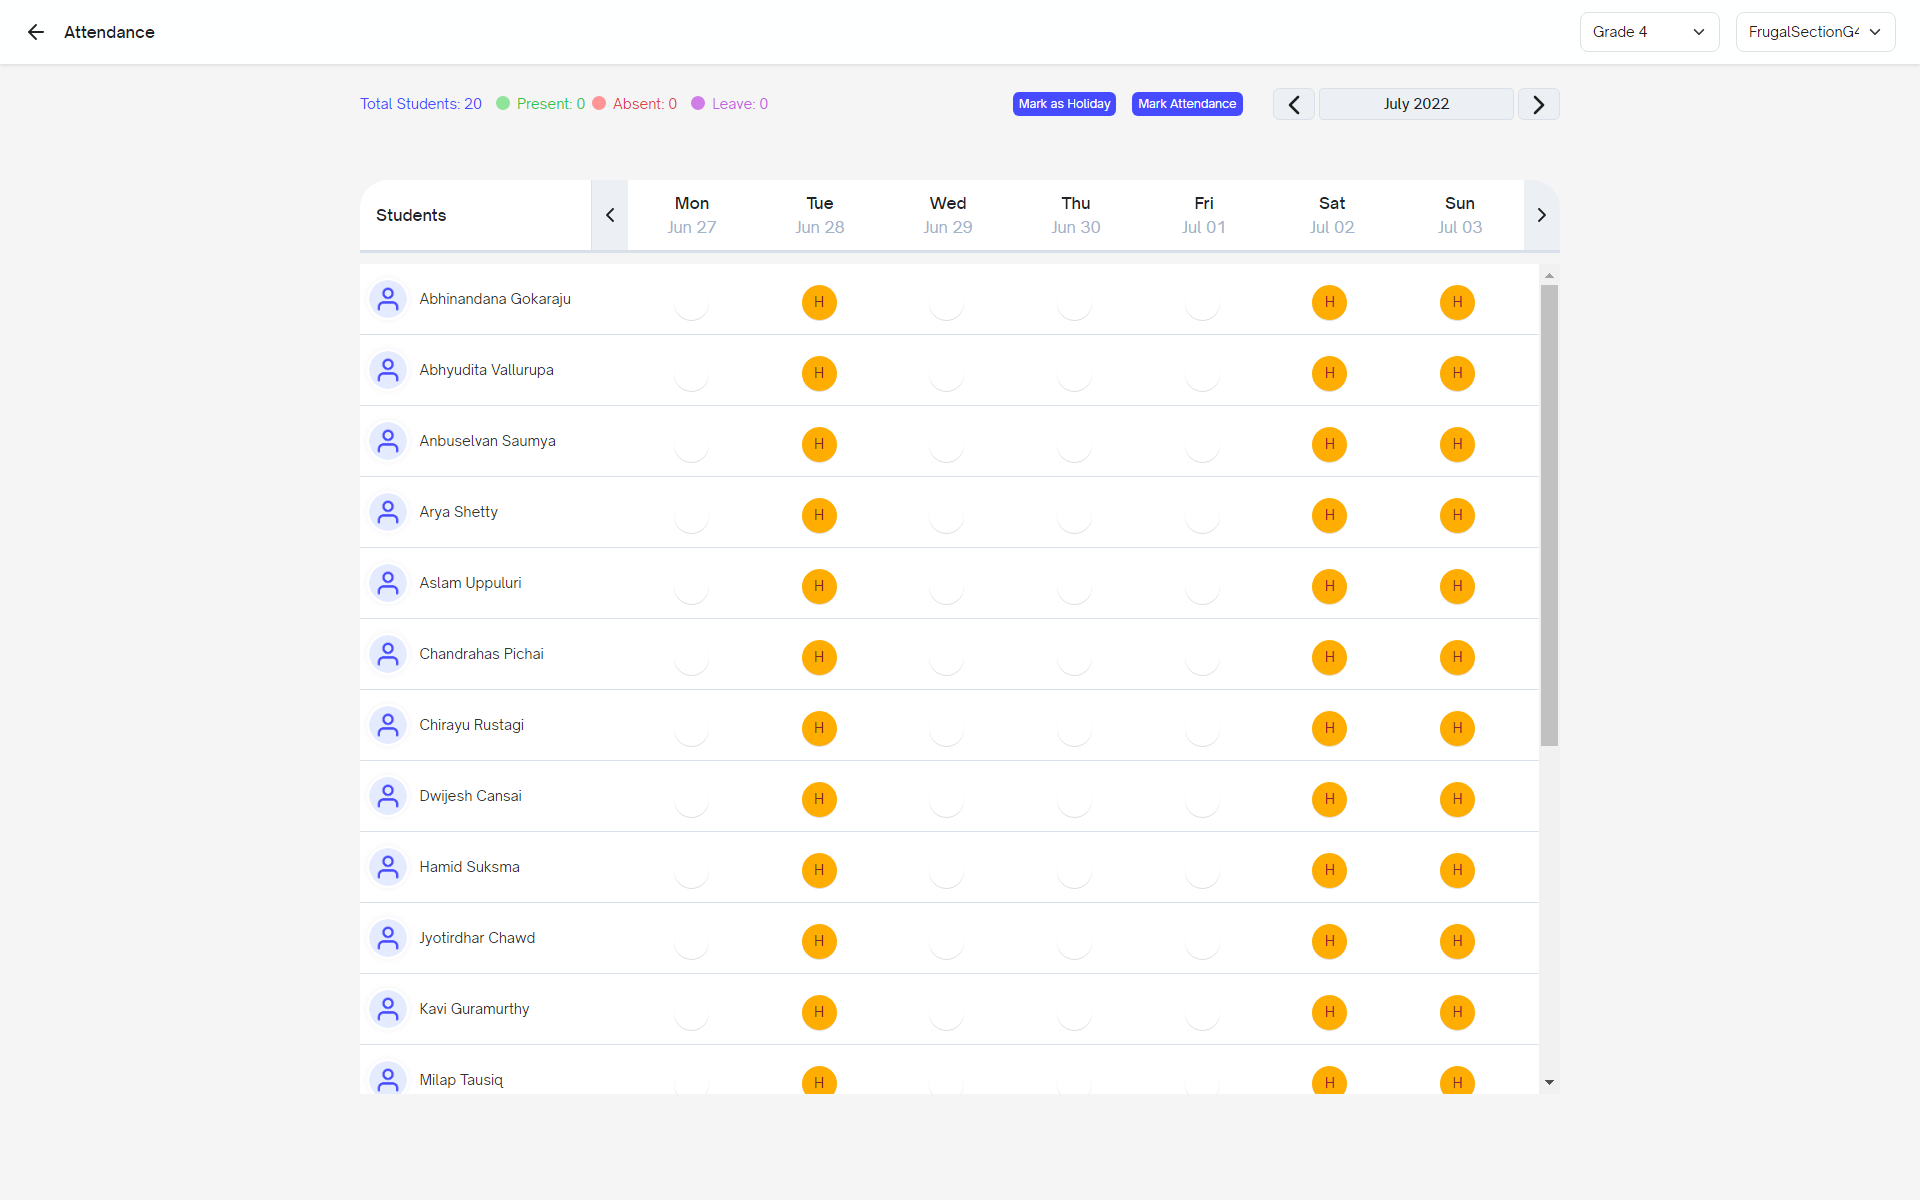 Attendance
Grade 4
FrugalSectionG4
Total Students: 20 Present: 0 Absent: 0 Leave: 0
Mark as Holiday
Mark Attendance
July 2022
Students
Mon Tue Wed Thu Fri Sat Sun
Jun 27 Jun 28 Jun 29 Jun 30 Jul 01 Jul 02 Jul 03
Abhinandana Gokaraju H H H
Abhyudita Vallurupa H H H
Anbuselvan Saumya H H H
Arya Shetty H H H
Aslam Uppuluri H H H
Chandrahas Pichai H H H
Chirayu Rustagi H H H
Dwijesh Cansai H H H
Hamid Suksma H H H
Jyotirdhar Chawd H H H
Kavi Guramurthy H H H
Milap Tausiq H H H